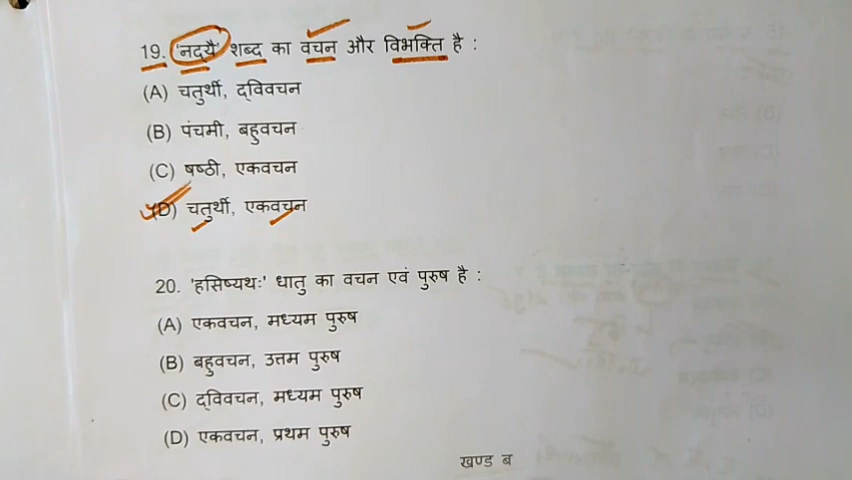 19. 'नद्यै' शब्द का वचन और विभक्ति है :
(A) चतुर्थी, द्विवचन
(B) पंचमी, बहुवचन
(C) षष्ठी, एकवचन
(D) चतुर्थी, एकवचन
20. 'हसिष्यथः' धातु का वचन एवं पुरुष है :
(A) एकवचन, मध्यम पुरुष
(B) बहुवचन, उत्तम पुरुष
(C) द्विवचन, मध्यम पुरुष
(D) एकवचन, प्रथम पुरुष
खण्ड ब